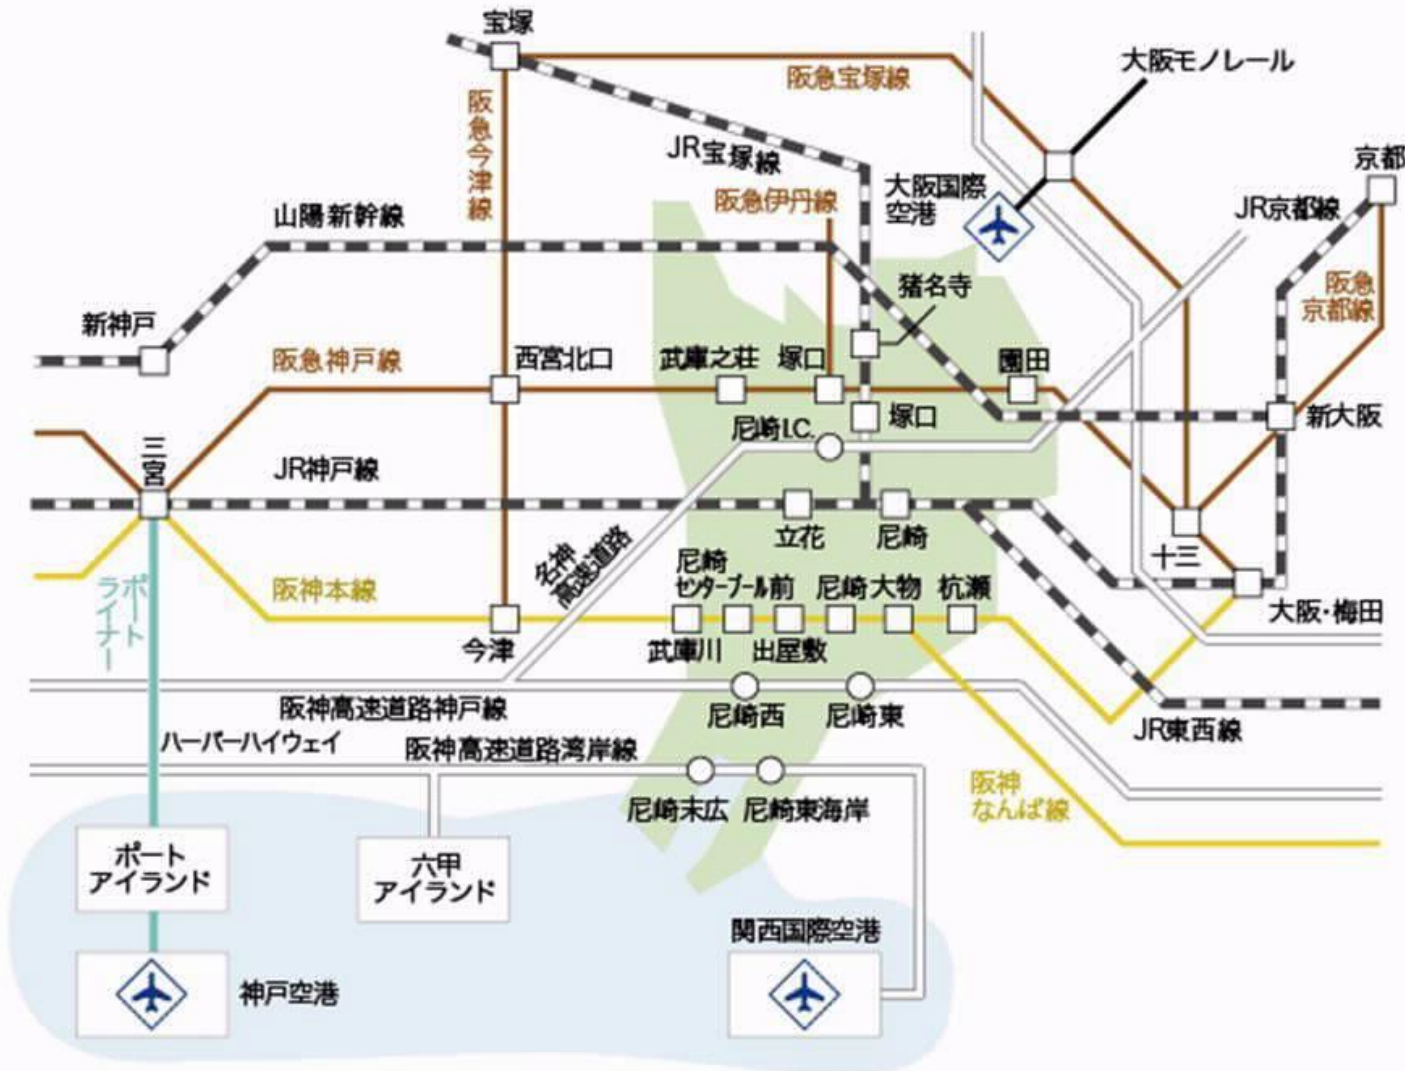 宝塚
大阪モノレール
阪急宝塚線
阪急今津線
JR宝塚線
京都
大阪国際
空港
阪急伊丹線
山陽新幹線
JR京都線
猪名寺
阪急
京都線
新神戸
阪急神戸線
西宮北口
武庫之荘
塚口
園田
塚口
新大阪
尼崎I.C.
三宮
JR神戸線
立花
尼崎
十三
名神
高速道路
尼崎
センタープール前
尼崎
大物
杭瀬
大阪・梅田
ポート
ライナー
阪神本線
今津
武庫川
出屋敷
阪神高速道路神戸線
尼崎西
尼崎東
JR東西線
ハーバーハイウェイ
阪神高速道路湾岸線
阪神
なんば線
尼崎末広
尼崎東海岸
ポート
アイランド
六甲
アイランド
関西国際空港
神戸空港